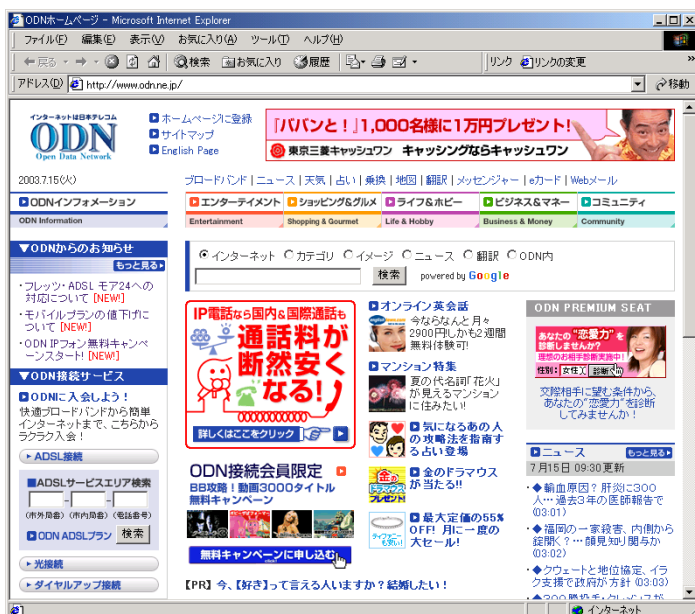 ODNホームページ - Microsoft Internet Explorer
ファイル(F) 編集(E) 表示(V) お気に入り(A) ツール(T) ヘルプ(H)
戻る 検索 お気に入り 履歴 リンク リンクの変更
アドレス(D) http://www.odn.ne.jp/ 移動
インターネットは日本テレコム
ODN
Open Data Network
ホームページに登録
サイトマップ
English Page
『ババンと！』1,000名様に1万円プレゼント！
東京三菱キャッシュワン キャッシングならキャッシュワン
2003.7.15(火)
ブロードバンド | ニュース | 天気 | 占い | 乗換 | 地図 | 翻訳 | メッセンジャー | eカード | Webメール
ODNインフォメーション エンターテイメント ショッピング&グルメ ライフ&ホビー ビジネス&マネー コミュニティ
ODN Information Entertainment Shopping & Gourmet Life & Hobby Business & Money Community
▼ODNからのお知らせ
もっと見る
・フレッツ・ADSL モア24への
対応について [NEW!]
・モバイルプランの値下げに
ついて [NEW!]
・ODN IPフォン無料キャンペ
ーンスタート! [NEW!]
▼ODN接続サービス
ODNに入会しよう！
快適ブロードバンドから簡単
インターネットまで、こちらから
ラクラク入会！
ADSL接続
■ADSLサービスエリア検索
- -
(市外局番) (市内局番) (電話番号)
ODN ADSLプラン 検索
光接続
ダイヤルアップ接続
インターネット カテゴリ イメージ ニュース 翻訳 ODN内
検索 powered by Google
IP電話なら国内&国際通話も
通話料が
断然安く
なる!
詳しくはここをクリック
ODN接続会員限定
BB攻略！動画3000タイトル
無料キャンペーン
無料キャンペーンに申し込む
【PR】今、【好き】って言える人いますか？結婚したい！
オンライン英会話
今ならなんと月々
2900円しかも2週間
無料体験可!
マンション特集
夏の代名詞「花火」
が見えるマンション
に住みたい!
気になるあの人
の攻略法を指南す
る占い登場
金の
ドラマウス
プレゼント
金のドラマウス
が当たる!!
最大定価の55%
OFF! 月に一度の
大セール!
ODN PREMIUM SEAT
あなたの"恋愛力"を
診断しませんか?
理想のお相手診断実施中!
性別: 女性 診断
交際相手に望む条件から、
あなたの"恋愛力"を診断
してみませんか！
ニュース もっと見る
7月15日 09:30更新
・◆輸血原因？肝炎に300
人… 過去3年の医師報告で
(03:01)
・◆福岡の一家殺害、内側から
錠開く？…顔見知り関与か
(03:02)
・◆クウェートと地位協定、イラ
ク支援で政府が方針 (03:03)
インターネット